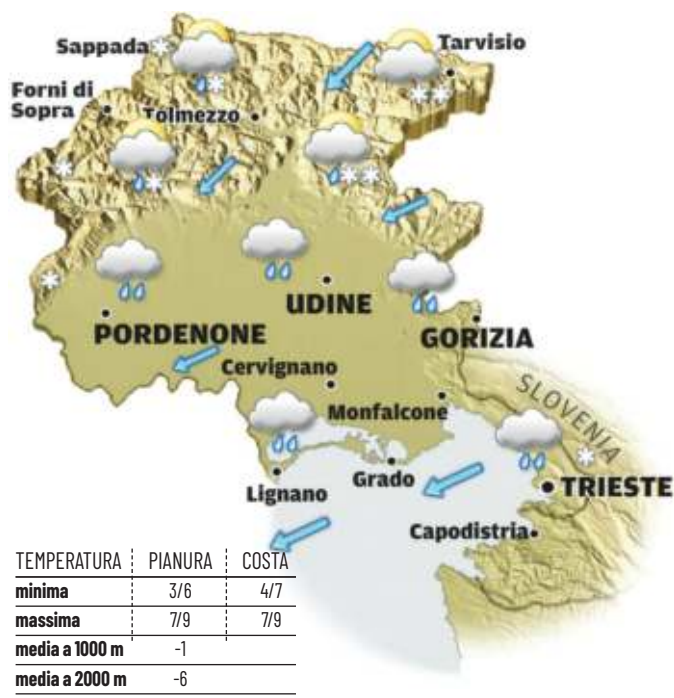 Sappada
Tarvisio
Forni di
Sopra
Tolmezzo
UDINE
PORDENONE
GORIZIA
Cervignano
SLOVENIA
Monfalcone
Grado
Lignano
TRIESTE
Capodistria
TEMPERATURA PIANURA COSTA
minima 3/6 4/7
massima 7/9 7/9
media a 1000 m -1
media a 2000 m -6